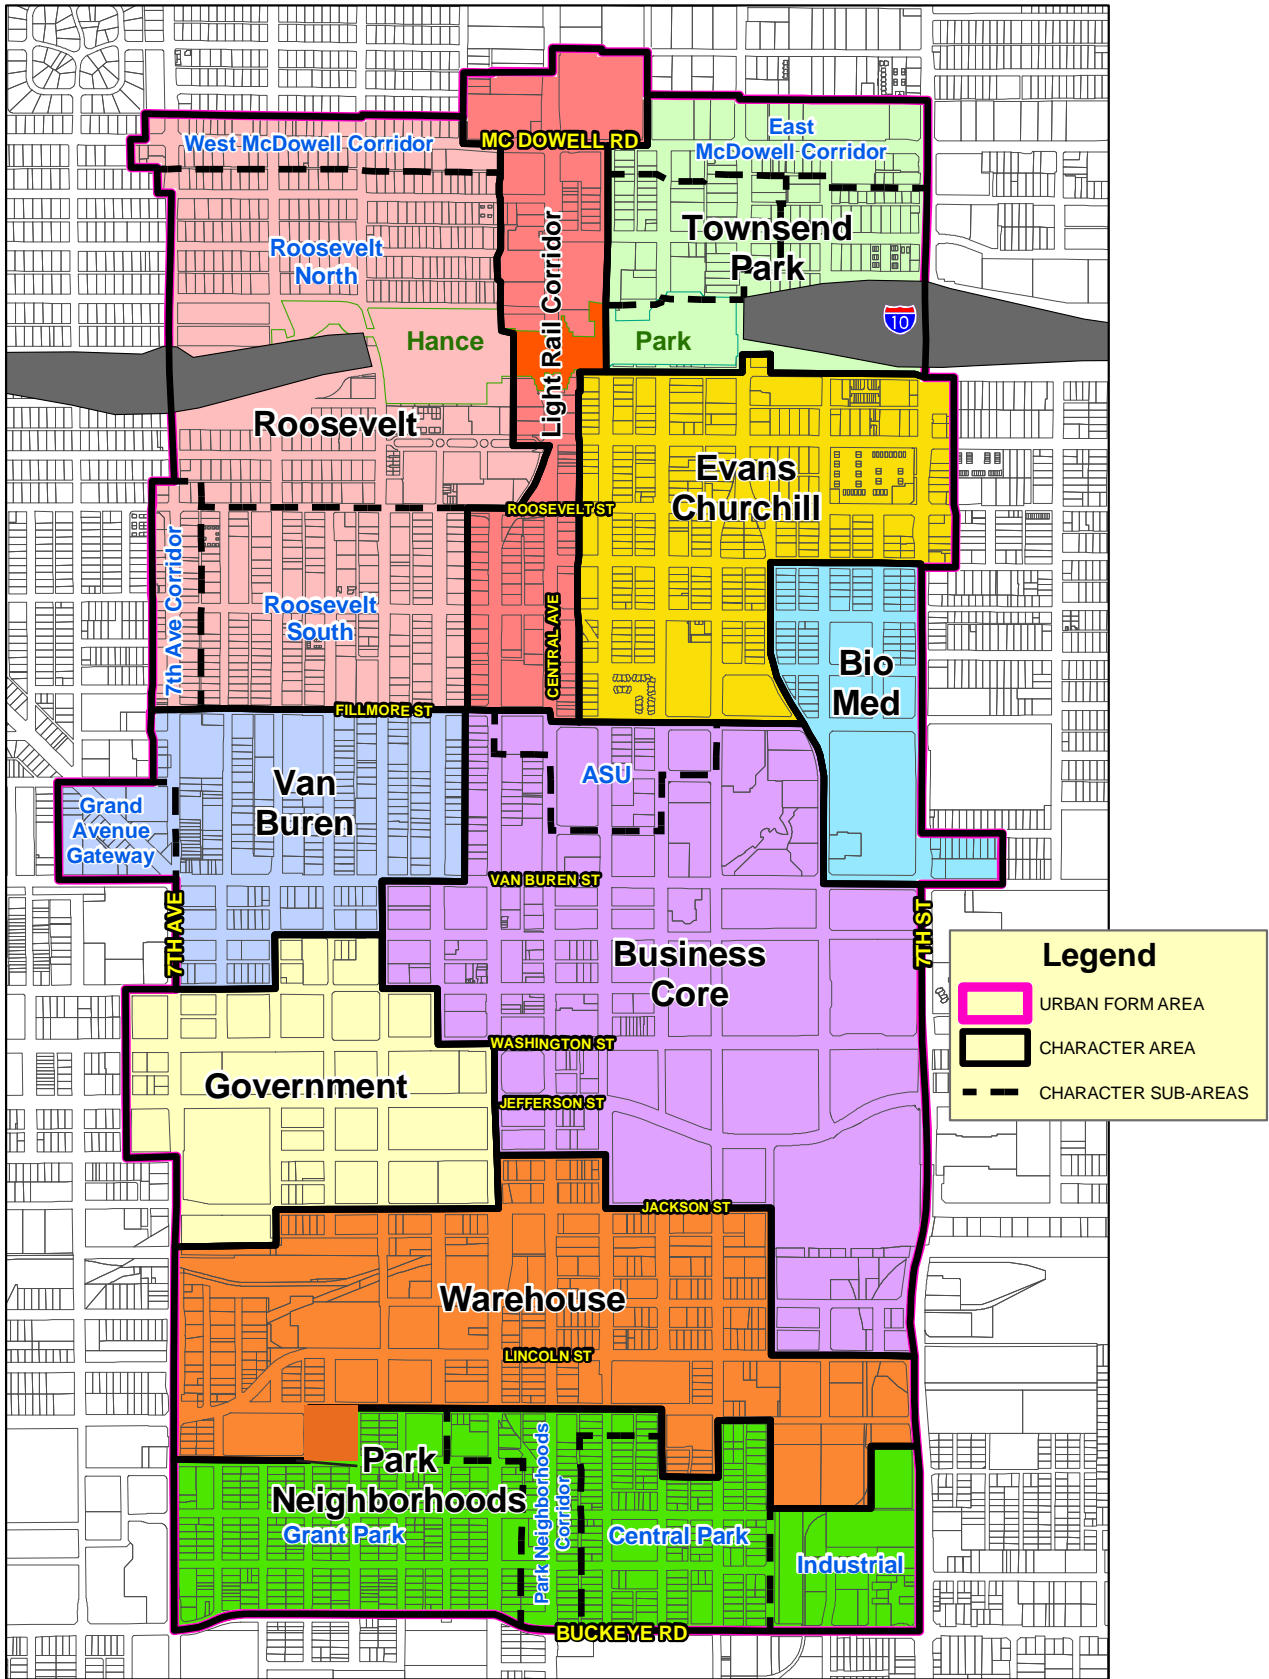 MC DOWELL RD
West McDowell Corridor
East
McDowell Corridor
Roosevelt
North
Light Rail Corridor
Townsend
Park
10
Hance
Park
Roosevelt
Evans
Churchill
ROOSEVELT ST
7th Ave Corridor
Roosevelt
South
CENTRAL AVE
Bio
Med
FILLMORE ST
Van
Buren
ASU
Grand
Avenue
Gateway
VAN BUREN ST
7TH AVE
7TH ST
Business
Core
Legend
URBAN FORM AREA
CHARACTER AREA
CHARACTER SUB-AREAS
WASHINGTON ST
Government
JEFFERSON ST
JACKSON ST
Warehouse
LINCOLN ST
Park
Neighborhoods
Grant Park
Park Neighborhoods
Corridor
Central Park
Industrial
BUCKEYE RD